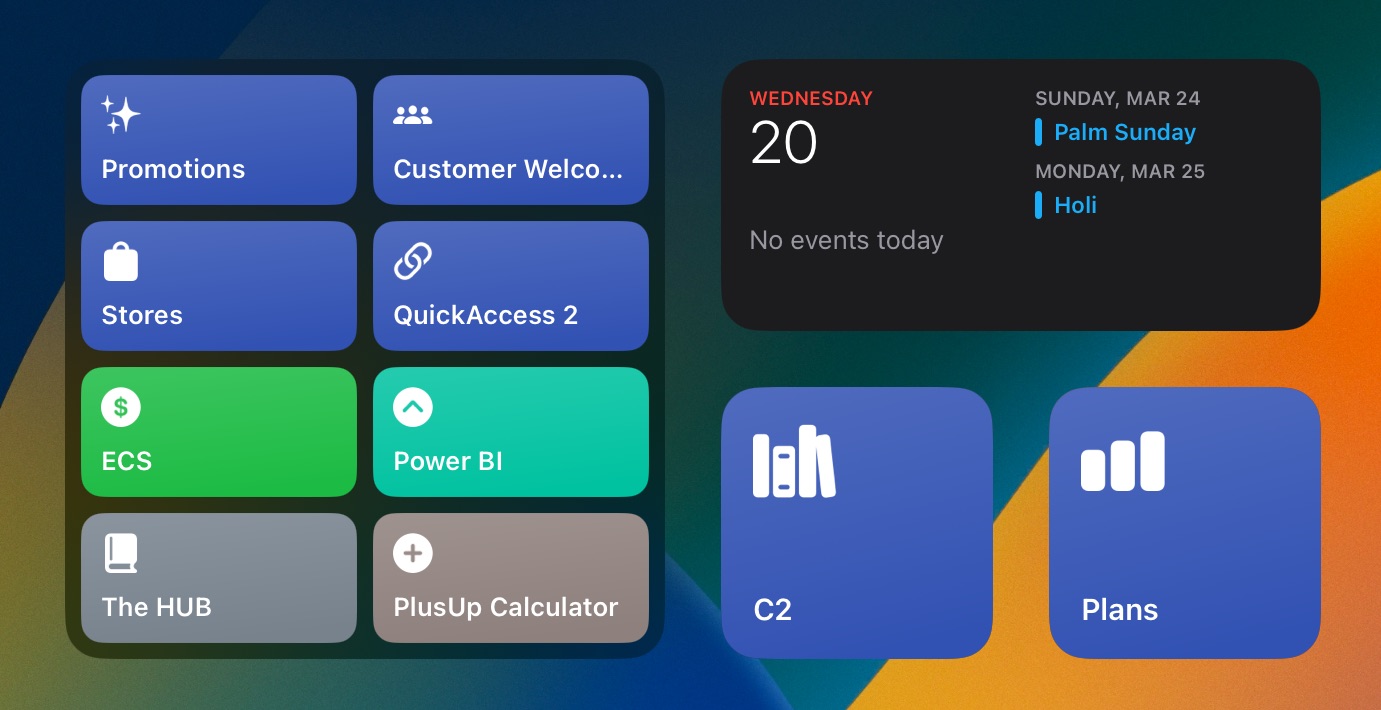 Promotions
Customer Welco...
Stores
QuickAccess 2
$
ECS
Power BI
The HUB
PlusUp Calculator
WEDNESDAY
20
No events today
SUNDAY, MAR 24
Palm Sunday
MONDAY, MAR 25
Holi
C2
Plans